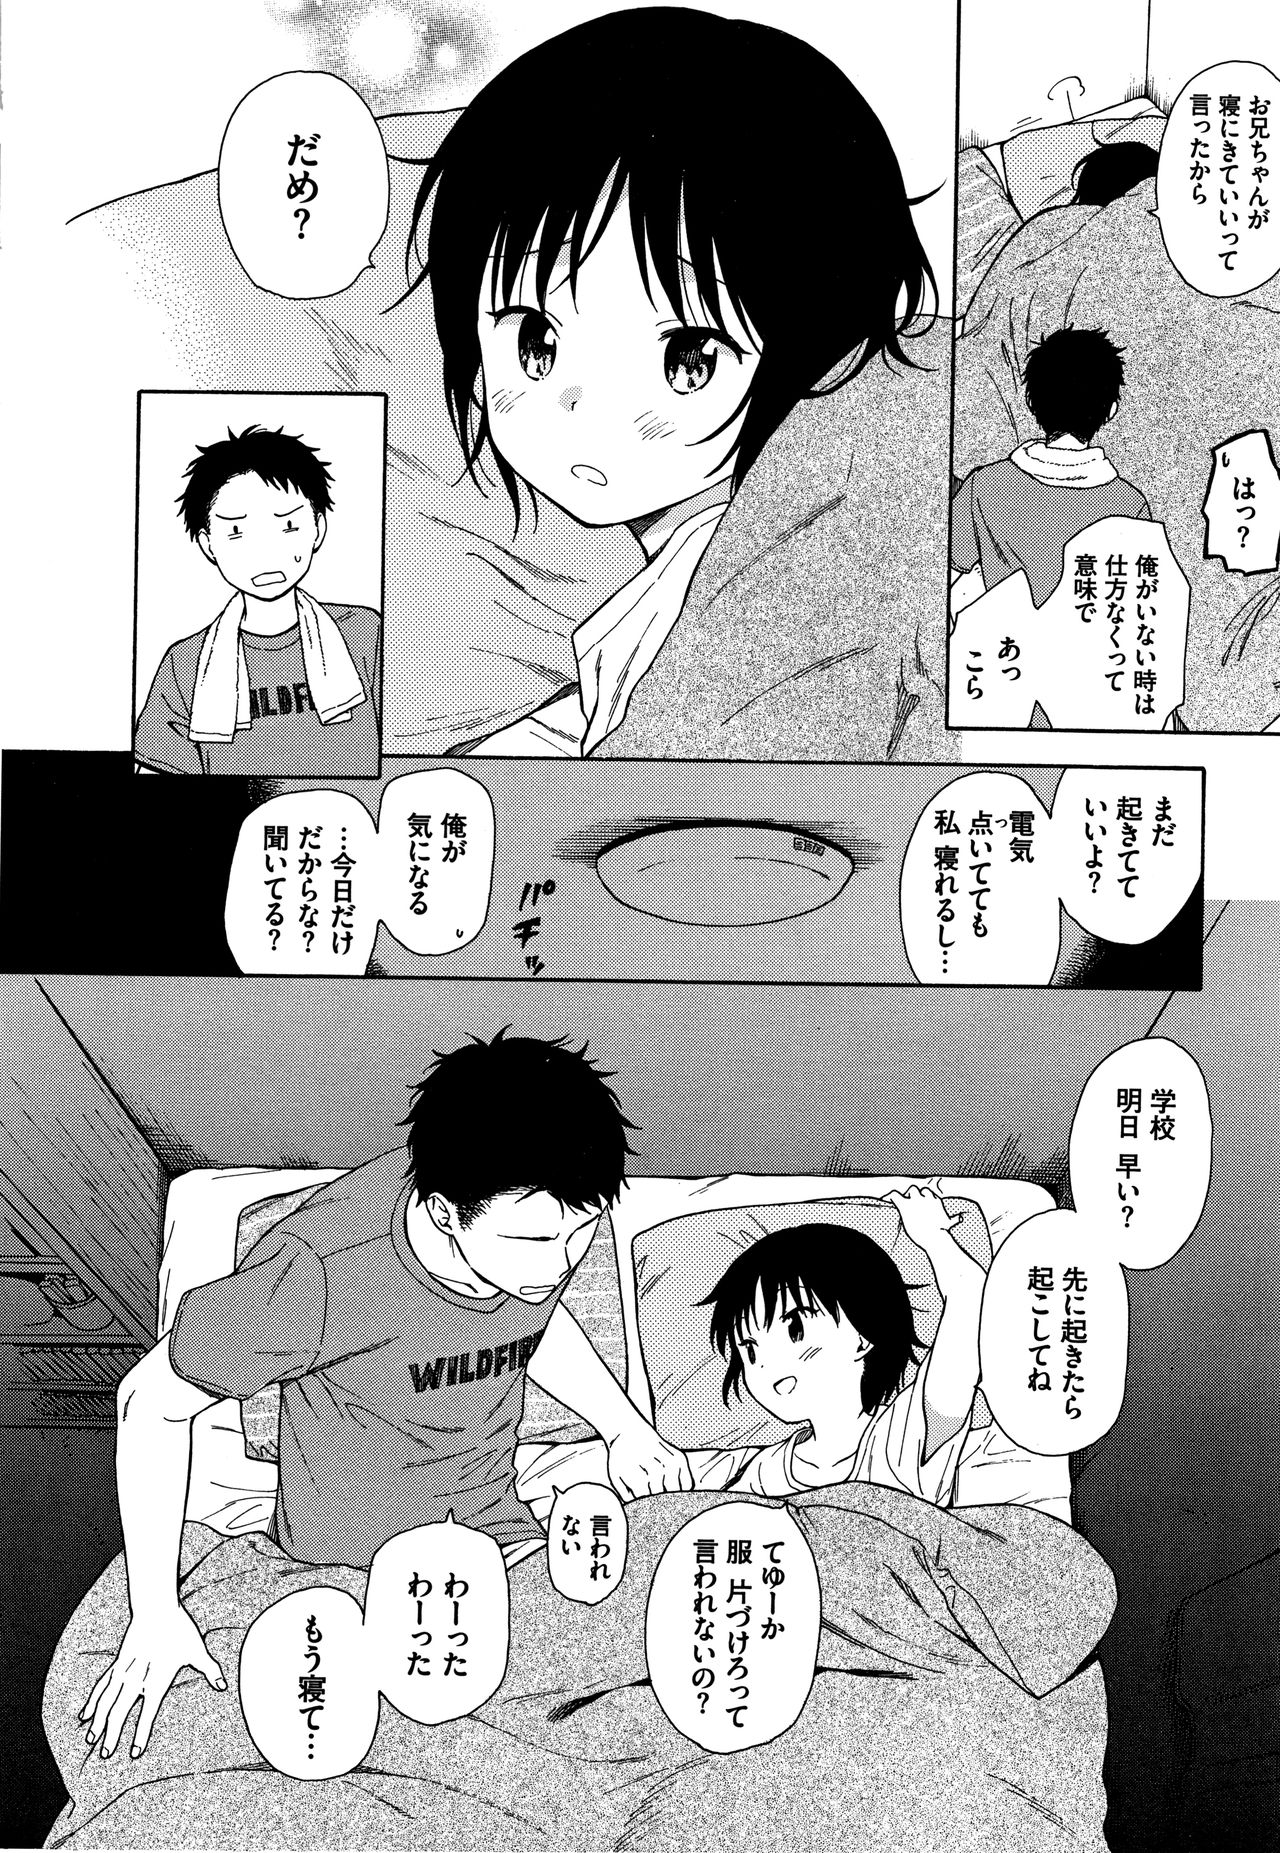 お兄ちゃんが
寝にきていいって
言ったから
はっ？
俺がいない時は
仕方なくって
意味で
あっ
こら
だめ？
WILDFI
まだ
起きてて
いいよ？
電気
点いてても
つ
私 寝れるし…
パチッ
俺が
気になる
…今日だけ
だからな？
聞いてる？
学校
明日 早い？
先に起きたら
起こしてね
WILDFI
てゆーか
服 片づけろって
言われないの？
言われ
ない
わーった
わーった
もう寝て…